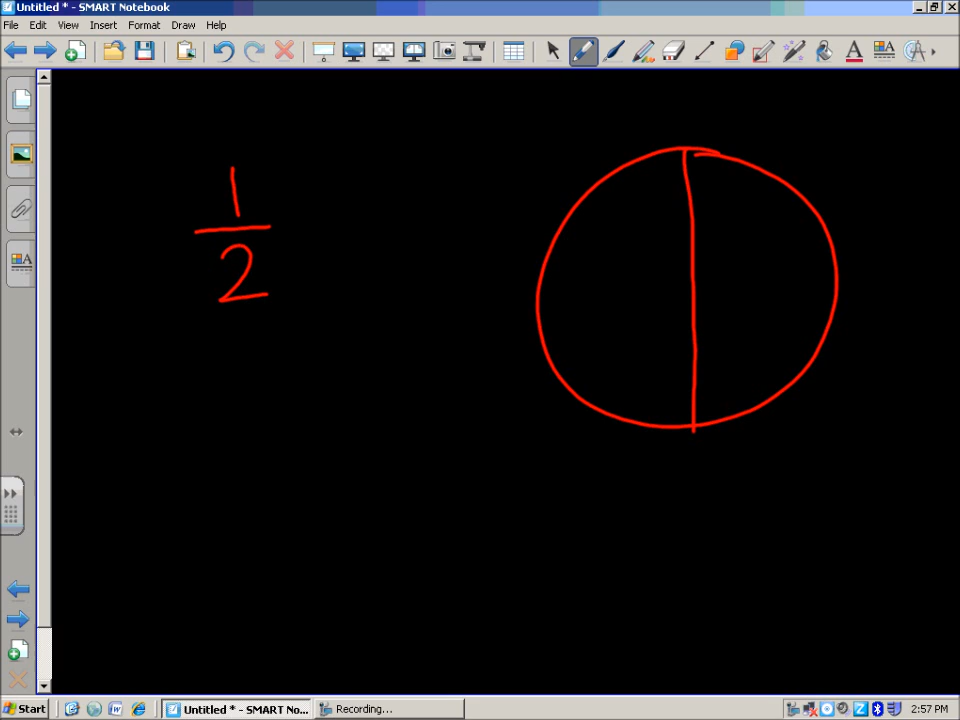 Untitled * - SMART Notebook
File Edit View Insert Format Draw Help
1
2
Start
Untitled * - SMART No...
Recording...
2:57 PM